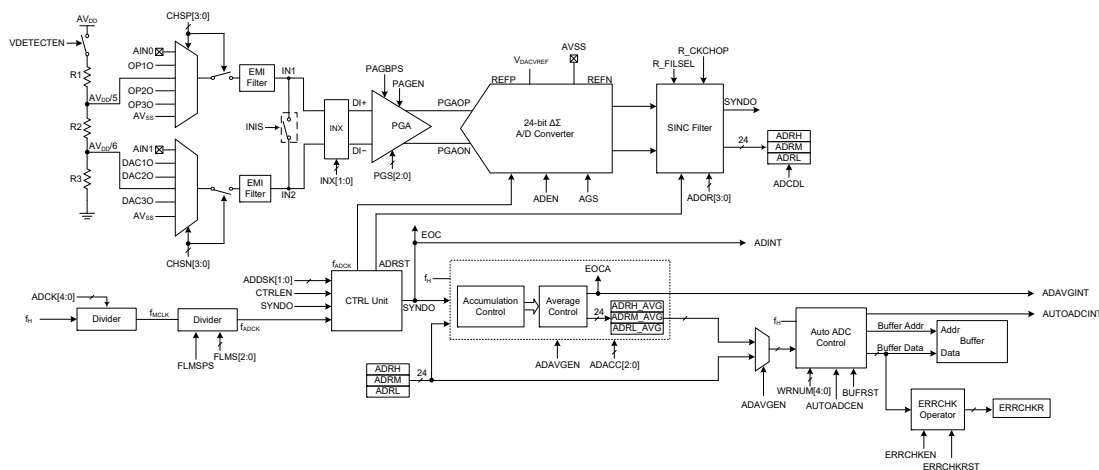 AVDD
CHSP[3:0]
VDETECTEN
AIN0
OP1O
R1
AVDD/5
OP2O
OP3O
AVSS
EMI
Filter
IN1
R2
AVDD/6
AIN1
DAC1O
DAC2O
R3
DAC3O
AVSS
EMI
Filter
IN2
CHSN[3:0]
INIS
DI+
INX
DI−
INX[1:0]
PAGBPS
PAGEN
PGA
PGS[2:0]
PGAOP
PGAON
VDACVREF
AVSS
REFP
REFN
24-bit ΔΣ
A/D Converter
ADEN
AGS
R_CKCHOP
R_FILSEL
SINC Filter
ADOR[3:0]
SYNDO
24
ADRH
ADRM
ADRL
ADCDL
fADCK
ADRST
EOC
ADINT
ADDSK[1:0]
CTRLEN
SYNDO
CTRL Unit
SYNDO
ADCK[4:0]
fH
Divider
fMCLK
Divider
fADCK
FLMSPS
FLMS[2:0]
fH
Accumulation
Control
Average
Control
EOCA
24
ADRH_AVG
ADRM_AVG
ADRL_AVG
ADAVGEN
ADACC[2:0]
ADRH
ADRM
ADRL
24
ADAVGINT
AUTOADCINT
ADAVGEN
fH
Auto ADC
Control
WRNUM[4:0]
AUTOADCEN
BUFRST
Buffer Addr
Buffer Data
Addr
Buffer
Data
ERRCHK
Operator
ERRCHKR
ERRCHKEN
ERRCHKRST